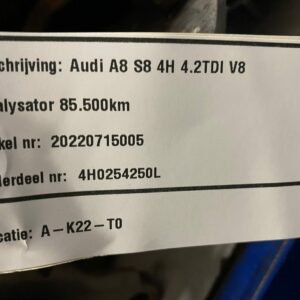 chrijving: Audi A8 S8 4H 4.2TDI V8
alysator 85.500km
kel nr: 20220715005
derdeel nr: 4H0254250L
catie: A-K22-T0